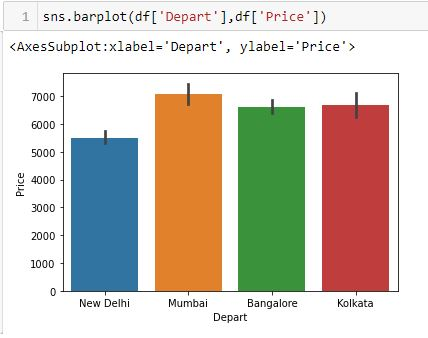 1 sns.barplot(df['Depart'],df['Price'])
<AxesSubplot:xlabel='Depart', ylabel='Price'>
7000
6000
5000
4000
3000
2000
1000
0
Price
New Delhi Mumbai Bangalore Kolkata
Depart